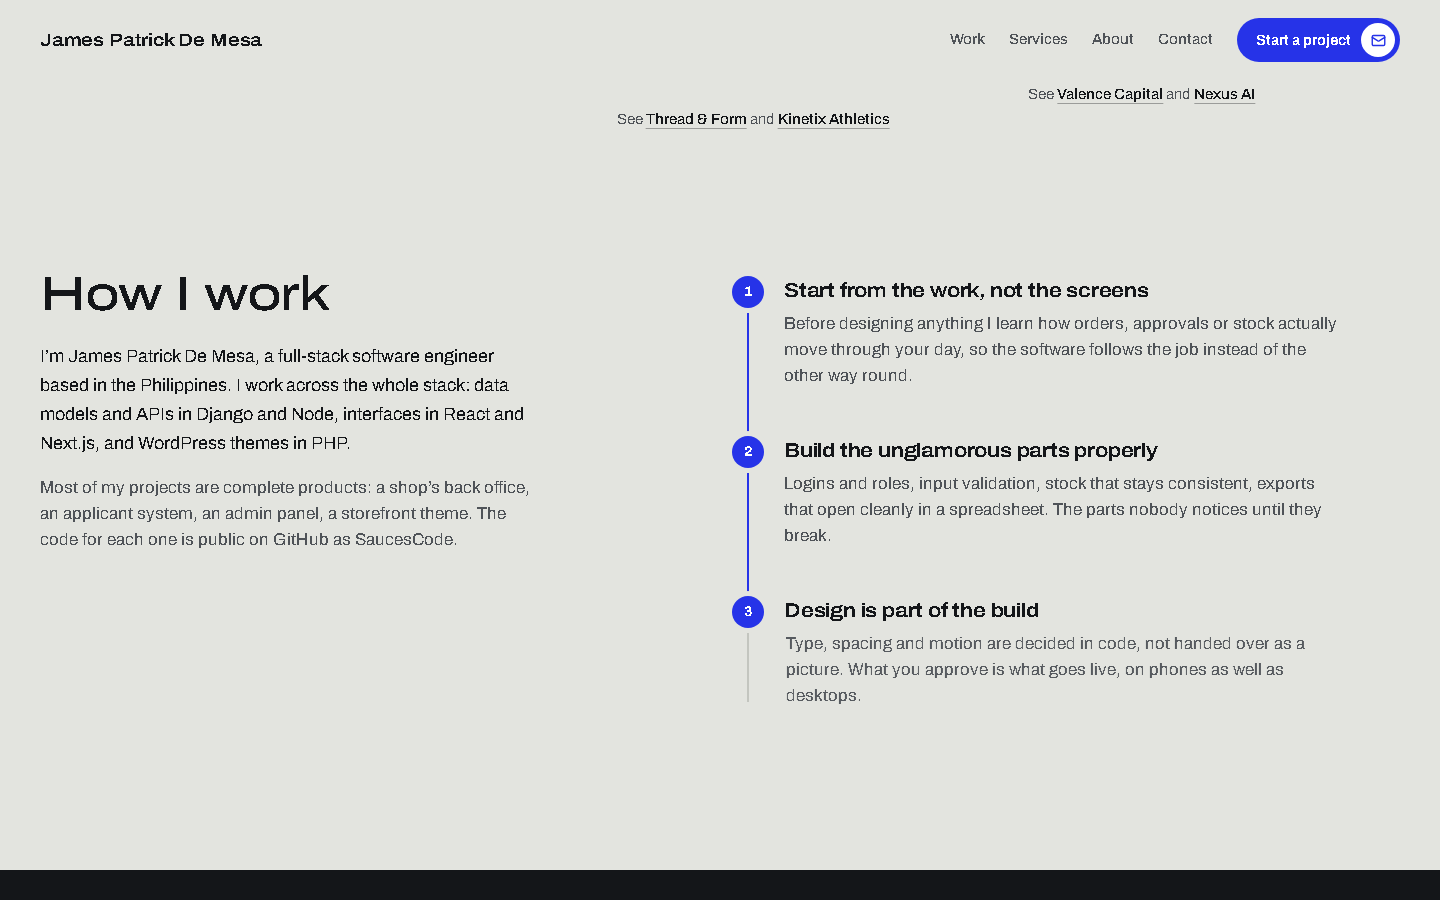 James Patrick De Mesa
Work
Services
About
Contact
Start a project
See Valence Capital and Nexus AI
See Thread & Form and Kinetix Athletics
How I work
I’m James Patrick De Mesa, a full-stack software engineer
based in the Philippines. I work across the whole stack: data
models and APIs in Django and Node, interfaces in React and
Next.js, and WordPress themes in PHP.
Most of my projects are complete products: a shop’s back office,
an applicant system, an admin panel, a storefront theme. The
code for each one is public on GitHub as SaucesCode.
1
Start from the work, not the screens
Before designing anything I learn how orders, approvals or stock actually
move through your day, so the software follows the job instead of the
other way round.
2
Build the unglamorous parts properly
Logins and roles, input validation, stock that stays consistent, exports
that open cleanly in a spreadsheet. The parts nobody notices until they
break.
3
Design is part of the build
Type, spacing and motion are decided in code, not handed over as a
picture. What you approve is what goes live, on phones as well as
desktops.